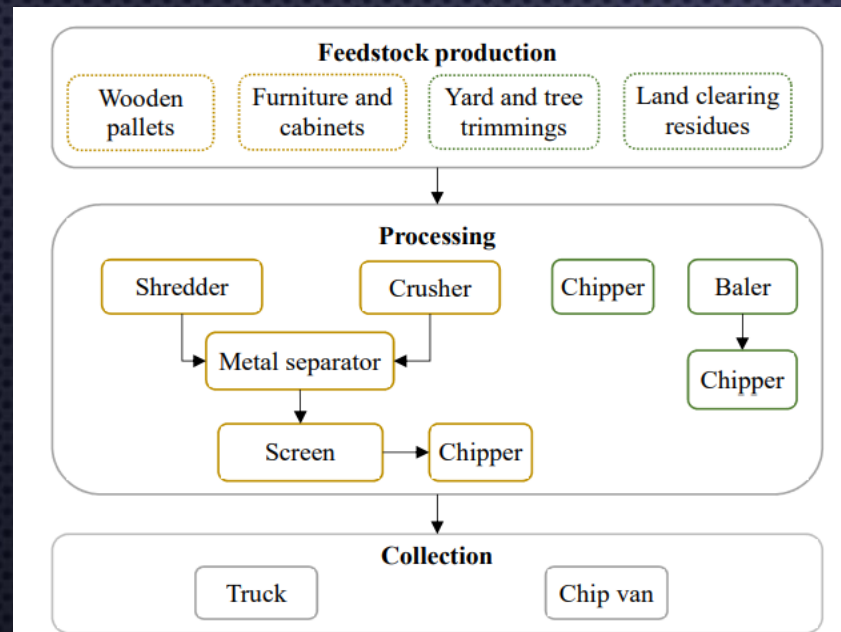 Feedstock production
Wooden
pallets
Furniture and
cabinets
Yard and tree
trimmings
Land clearing
residues
Processing
Shredder
Crusher
Chipper
Baler
Metal separator
Chipper
Screen
Chipper
Collection
Truck
Chip van